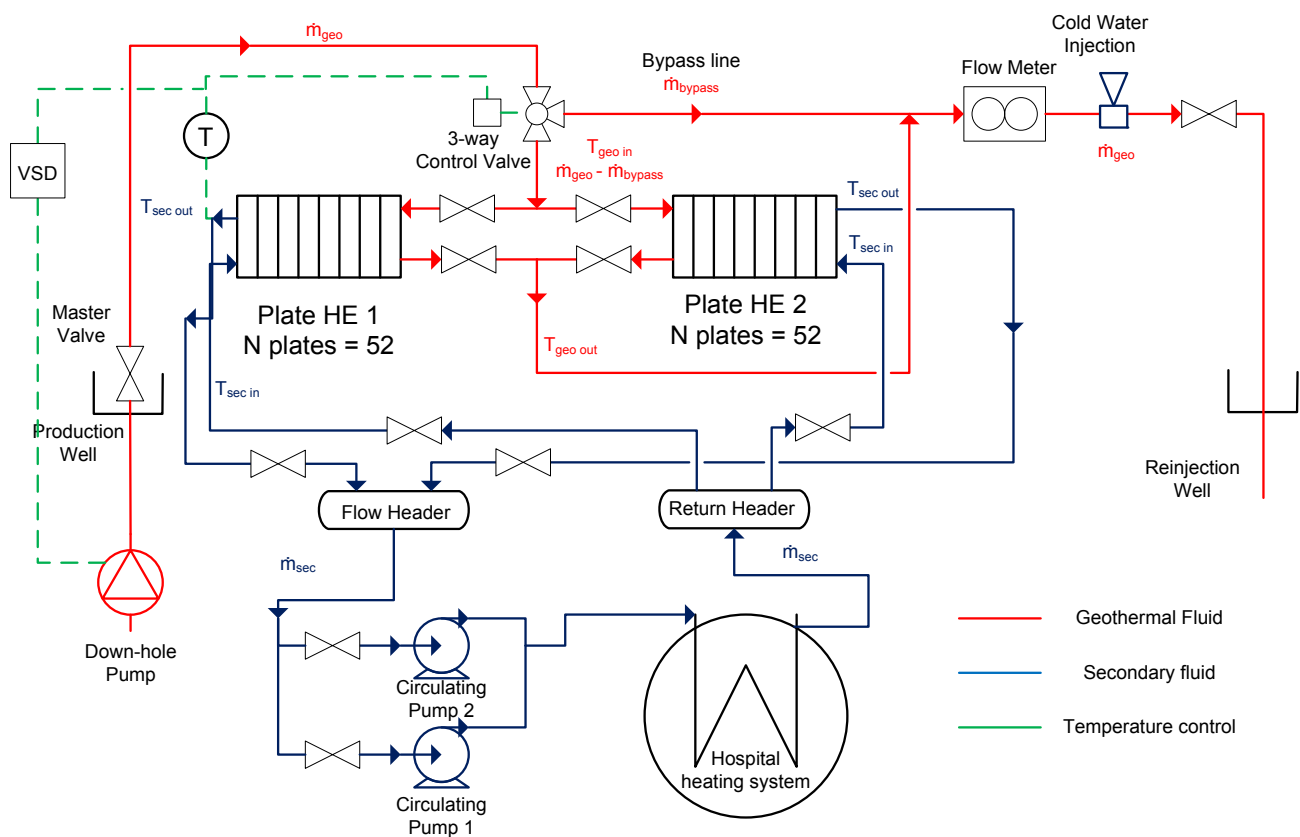 ṁgeo
Cold Water
Injection
Bypass line
ṁbypass
Flow Meter
T
3-way
Control Valve
Tgeo in
ṁgeo - ṁbypass
ṁgeo
VSD
Tsec out
Tsec out
Tsec in
Plate HE 1
N plates = 52
Plate HE 2
N plates = 52
Master
Valve
Tgeo out
Tsec in
Production
Well
Reinjection
Well
Flow Header
Return Header
ṁsec
ṁsec
Down-hole
Pump
Circulating
Pump 2
Circulating
Pump 1
Hospital
heating system
Geothermal Fluid
Secondary fluid
Temperature control